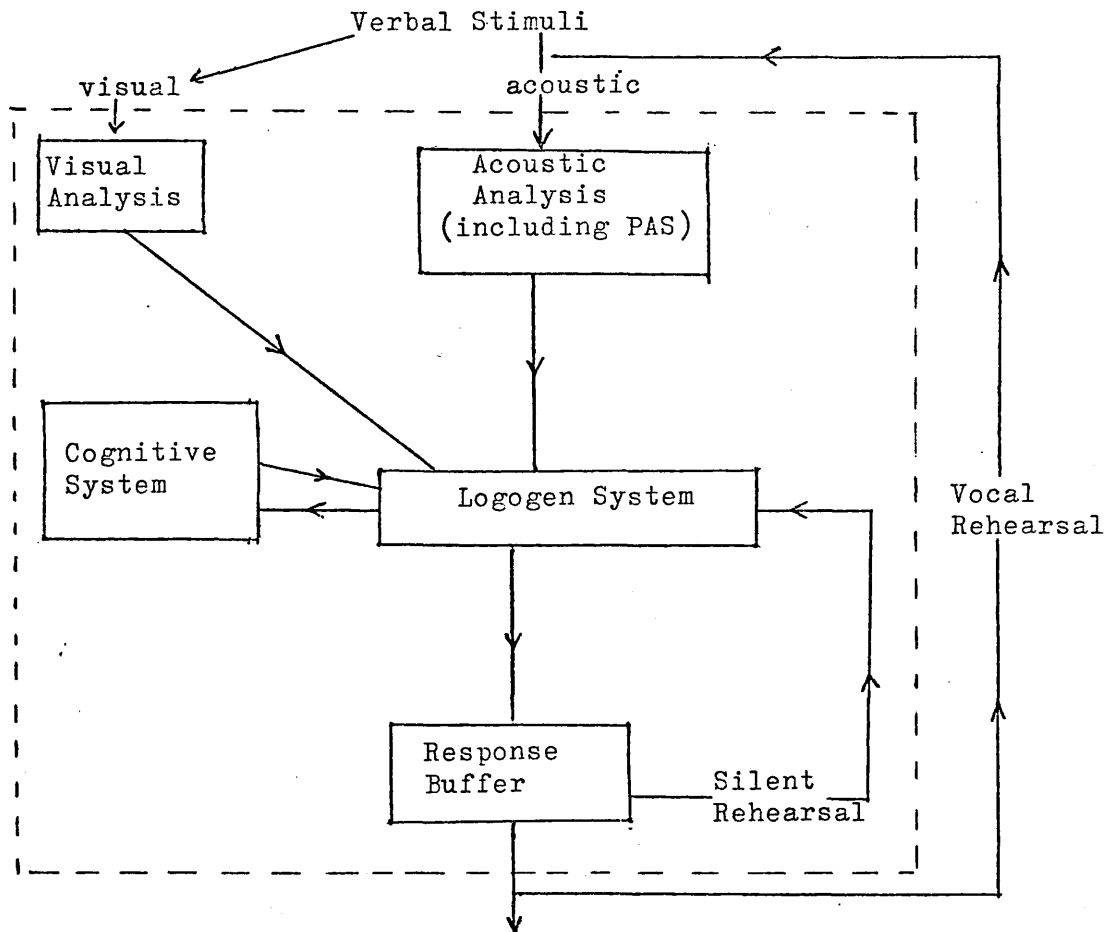 Verbal Stimuli
visual
acoustic
Visual
Analysis
Acoustic
Analysis
(including PAS)
Cognitive
System
Logogen System
Vocal
Rehearsal
Response
Buffer
Silent
Rehearsal